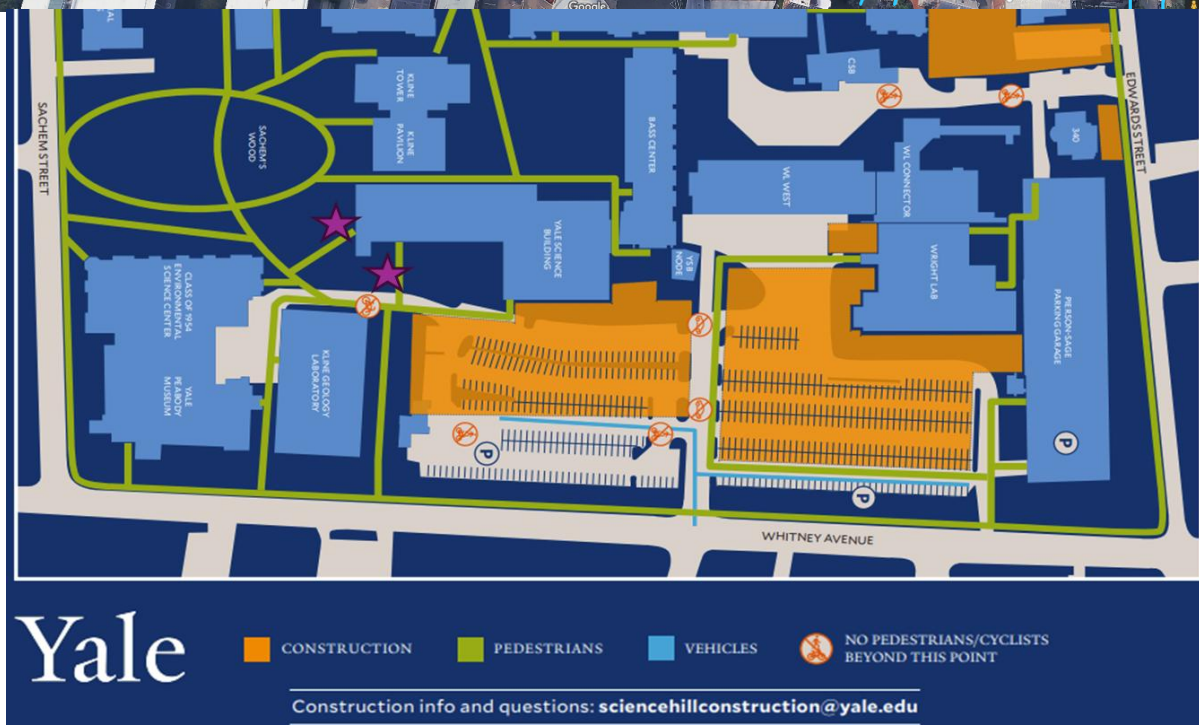 Google
SACHEM STREET
SACHEM'S
WOOD
KLINE
TOWER
KLINE
PAVILION
BASS CENTER
CSB
EDWARDS STREET
340
WL WEST
WL CONNECTOR
YALE SCIENCE
BUILDING
YSB
NODE
WRIGHT LAB
PIERSON-SAGE
PARKING GARAGE
CLASS OF 1954
ENVIRONMENTAL
SCIENCE CENTER
YALE
PEABODY
MUSEUM
KLINE GEOLOGY
LABORATORY
P
P
P
WHITNEY AVENUE
Yale
CONSTRUCTION
PEDESTRIANS
VEHICLES
NO PEDESTRIANS/CYCLISTS
BEYOND THIS POINT
Construction info and questions: sciencehillconstruction@yale.edu